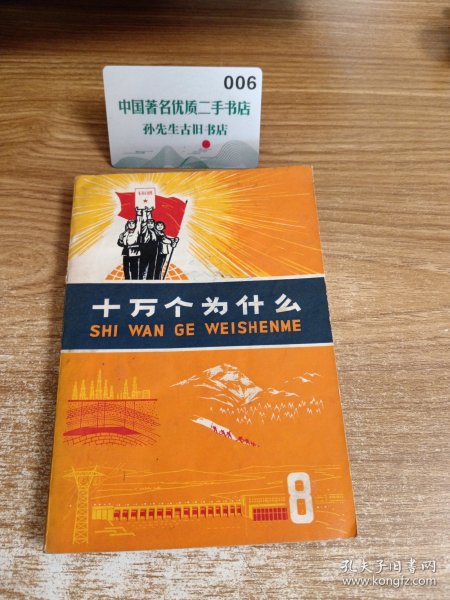 006
中国著名优质二手书店
孙先生古旧书店
十万个为什么
SHI WAN GE WEISHENME
8
孔夫子旧书网
www.kongfz.com